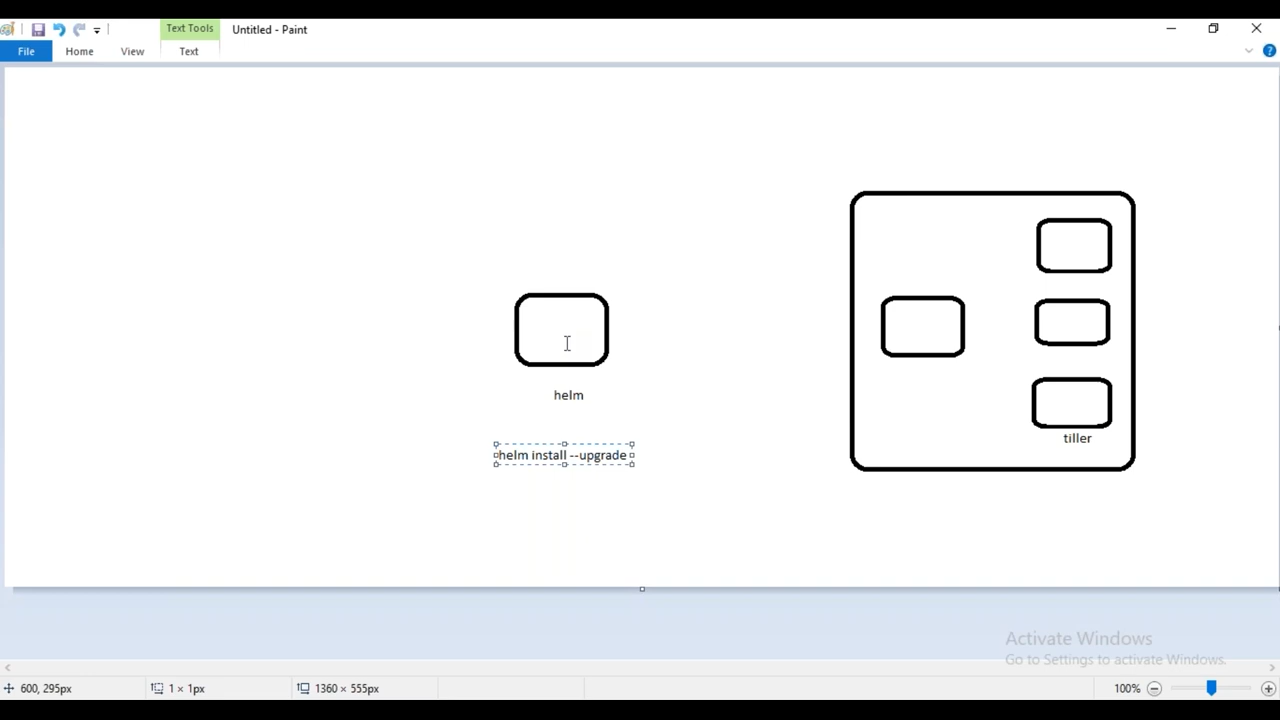 Text Tools
Untitled - Paint
File
Home
View
Text
helm
helm install --upgrade
tiller
Activate Windows
Go to Settings to activate Windows.
600, 295px
1 × 1px
1360 × 555px
100%